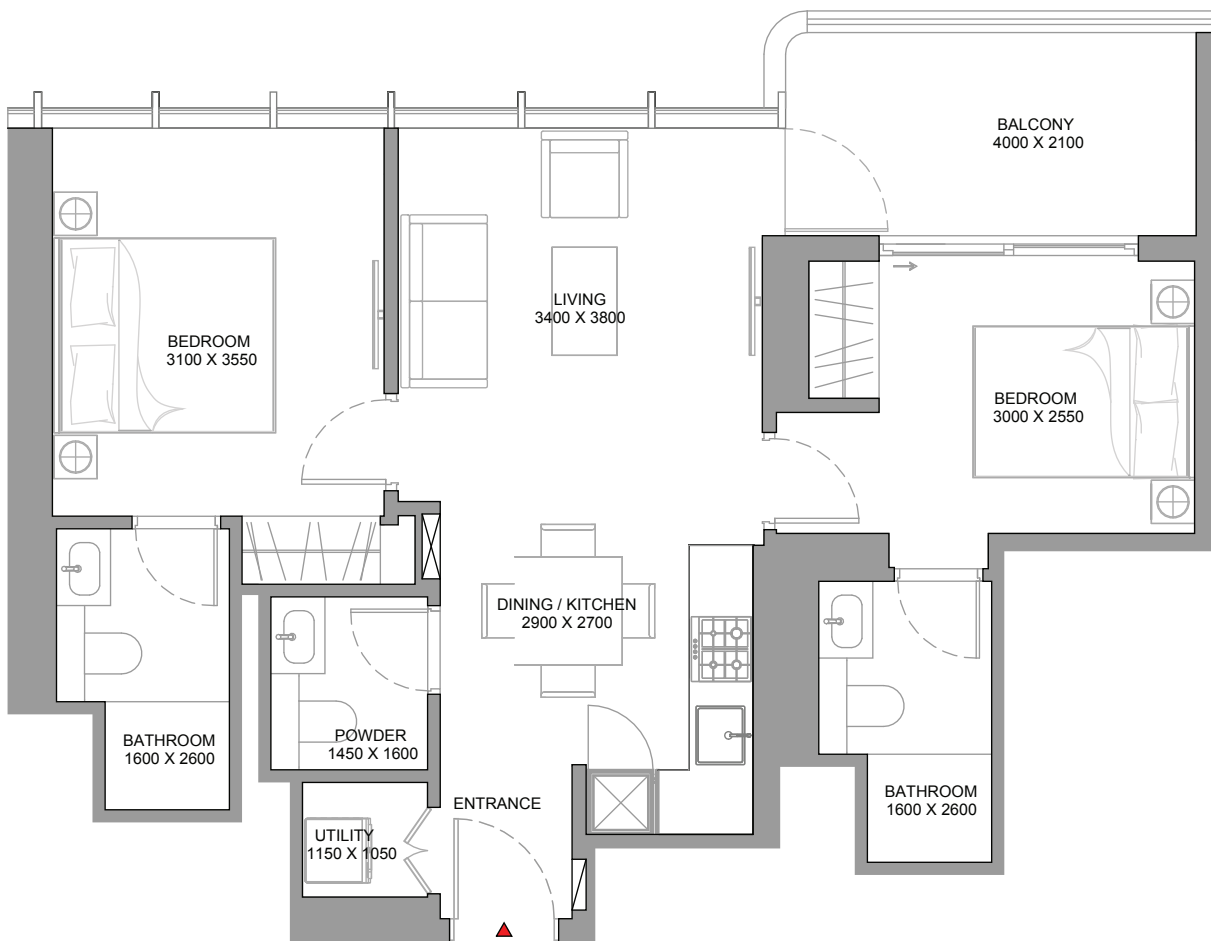 BALCONY
4000 X 2100
LIVING
3400 X 3800
BEDROOM
3100 X 3550
BEDROOM
3000 X 2550
DINING / KITCHEN
2900 X 2700
POWDER
1450 X 1600
BATHROOM
1600 X 2600
BATHROOM
1600 X 2600
ENTRANCE
UTILITY
1150 X 1050